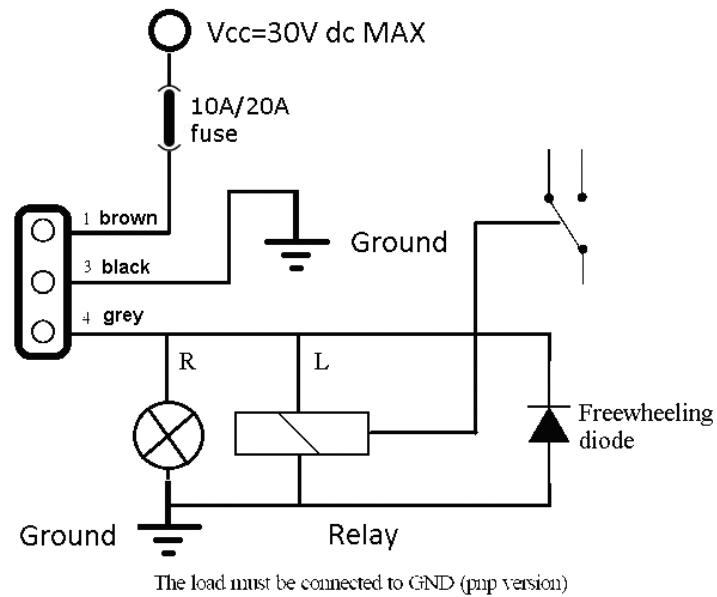 Vcc=30V dc MAX
10A/20A
fuse
1 brown
3 black
Ground
4 grey
R
L
Freewheeling
diode
Ground
Relay
The load must be connected to GND (pnp version)